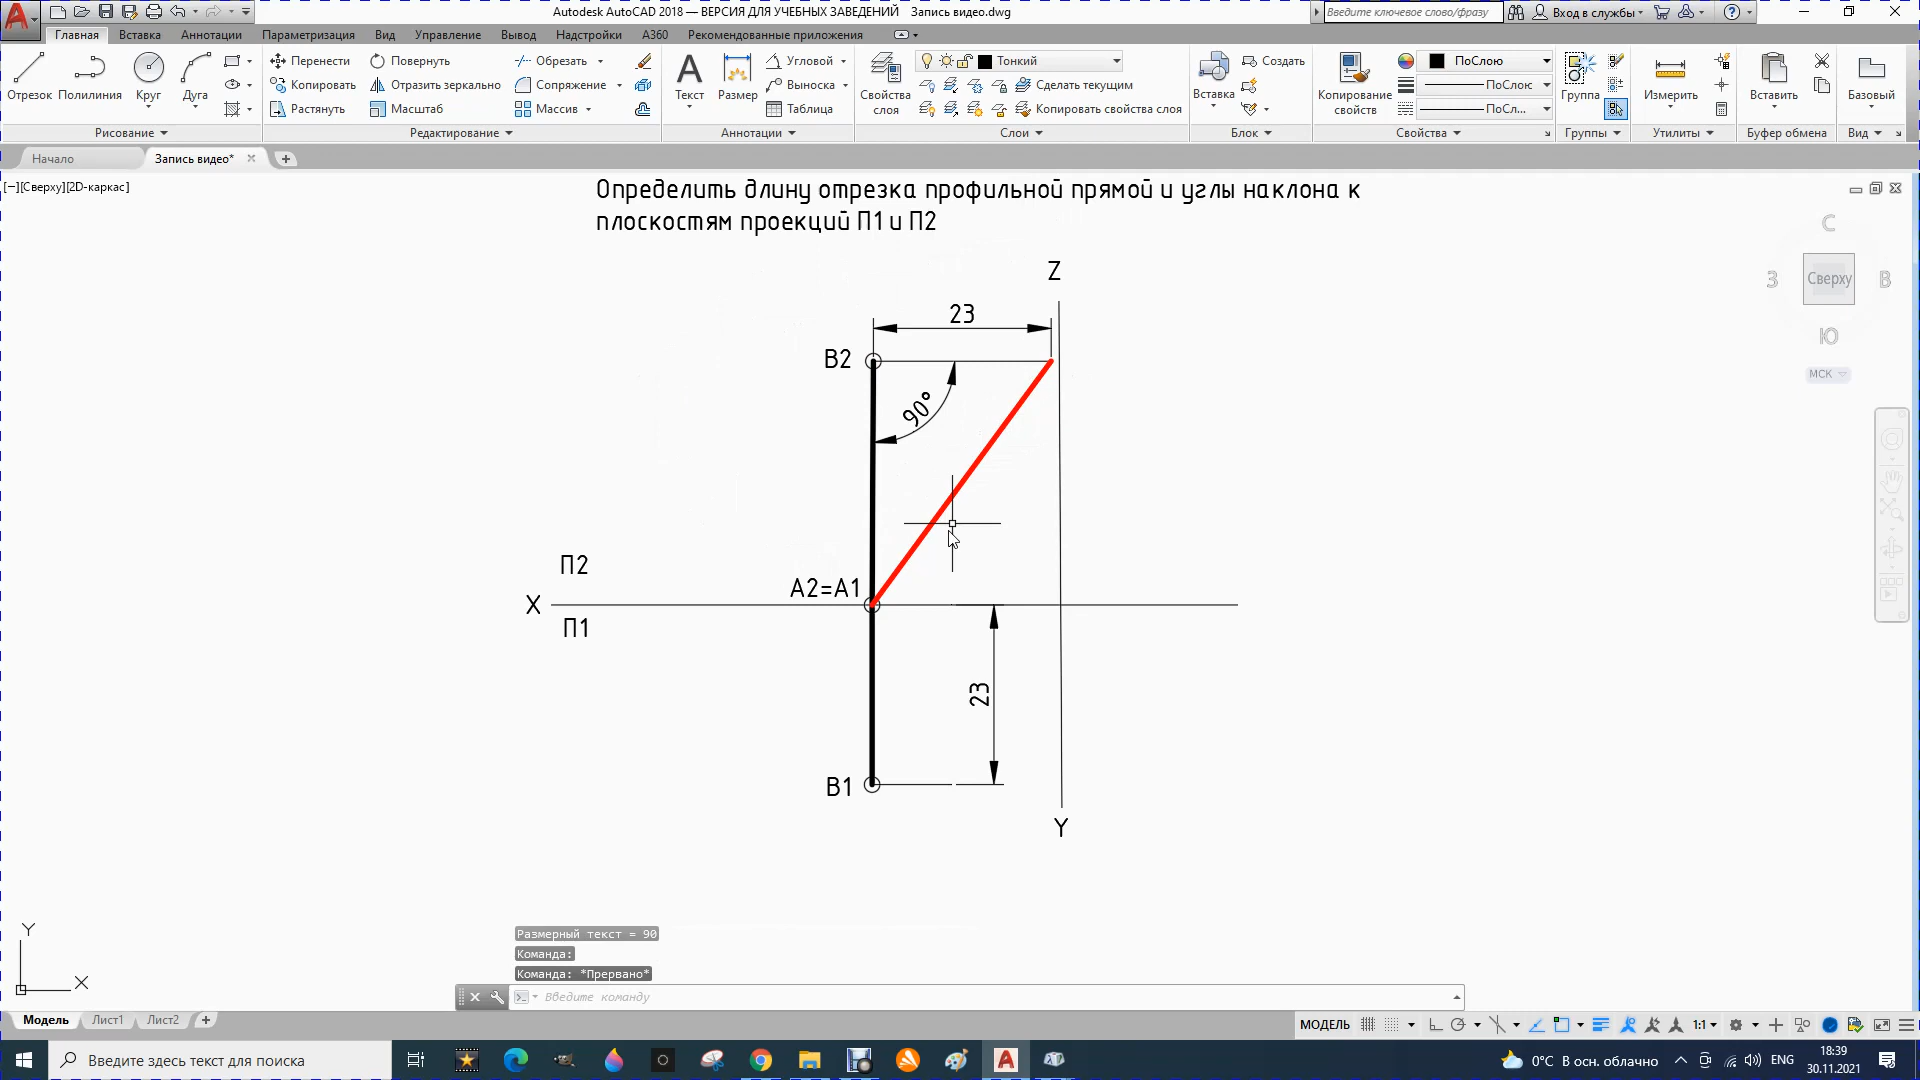 Autodesk AutoCAD 2018 — ВЕРСИЯ ДЛЯ УЧЕБНЫХ ЗАВЕДЕНИЙ Запись видео.dwg
Введите ключевое слово/фразу
Вход в службы
Главная Вставка Аннотации Параметризация Вид Управление Вывод Надстройки A360 Рекомендованные приложения
Отрезок Полилиния Круг Дуга
Перенести Повернуть Обрезать
Копировать Отразить зеркально Сопряжение
Растянуть Масштаб Массив
Текст Размер
Угловой
Выноска
Таблица
Свойства слоя
Тонкий
Сделать текущим
Копировать свойства слоя
Вставка
Создать
Копирование свойств
ПоСлою
ПоСлою
ПоСл...
Группа Измерить Вставить Базовый
Рисование Редактирование Аннотации Слои Блок Свойства Группы Утилиты Буфер обмена Вид
Начало Запись видео*
[−][Сверху][2D-каркас]
Определить длину отрезка профильной прямой и углы наклона к
плоскостям проекций П1 и П2
С
З Сверху В
Ю
МСК
Z
23
B2
90°
П2
A2=A1
X
П1
23
B1
Y
Y
X
Размерный текст = 90
Команда:
Команда: *Прервано*
Введите команду
Модель Лист1 Лист2
МОДЕЛЬ 1:1
Введите здесь текст для поиска
0°C В осн. облачно
ENG
18:39
30.11.2021